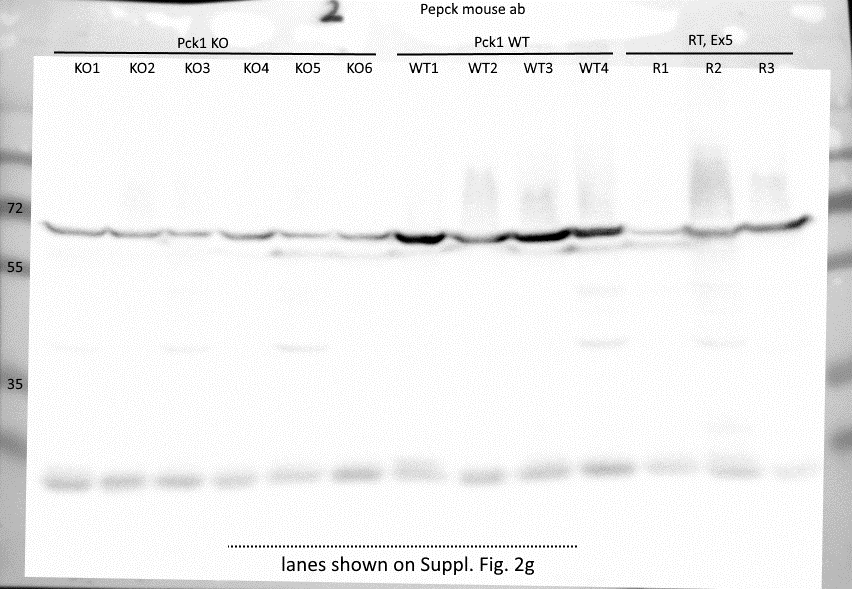 2
Pepck mouse ab
Pck1 KO
Pck1 WT
RT, Ex5
KO1 KO2 KO3 KO4 KO5 KO6 WT1 WT2 WT3 WT4 R1 R2 R3
72
55
35
lanes shown on Suppl. Fig. 2g